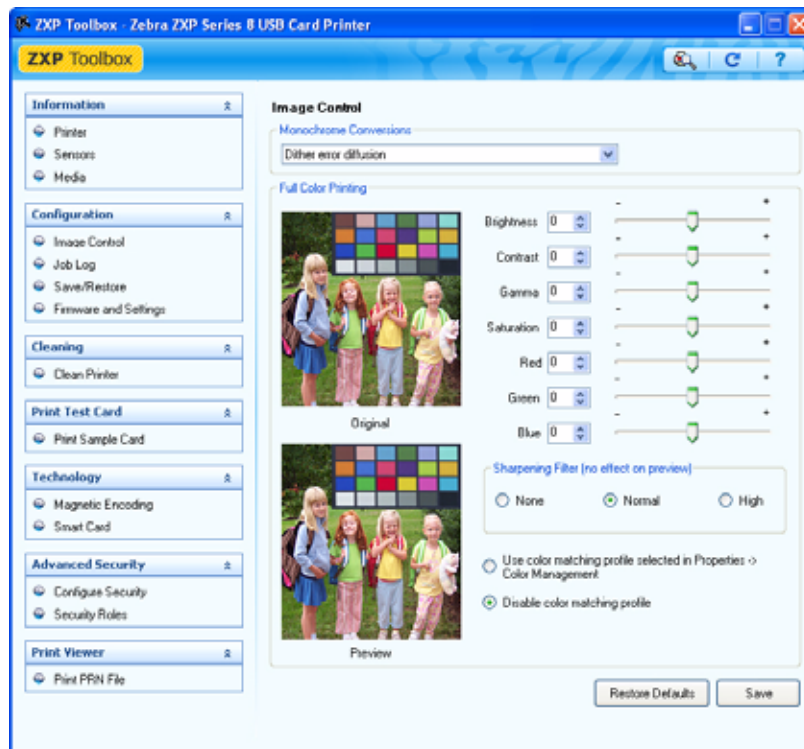 ZXP Toolbox - Zebra ZXP Series 8 USB Card Printer
ZXP Toolbox
?
Information
Printer
Sensors
Media
Configuration
Image Control
Job Log
Save/Restore
Firmware and Settings
Cleaning
Clean Printer
Print Test Card
Print Sample Card
Technology
Magnetic Encoding
Smart Card
Advanced Security
Configure Security
Security Roles
Print Viewer
Print PRN File
Image Control
Monochrome Conversions
Dither error diffusion
Full Color Printing
Original
Preview
- +
Brightness 0
- +
Contrast 0
- +
Gamma 0
- +
Saturation 0
- +
Red 0
- +
Green 0
- +
Blue 0
Sharpening Filter (no effect on preview)
None Normal High
Use color matching profile selected in Properties ->
Color Management
Disable color matching profile
Restore Defaults Save